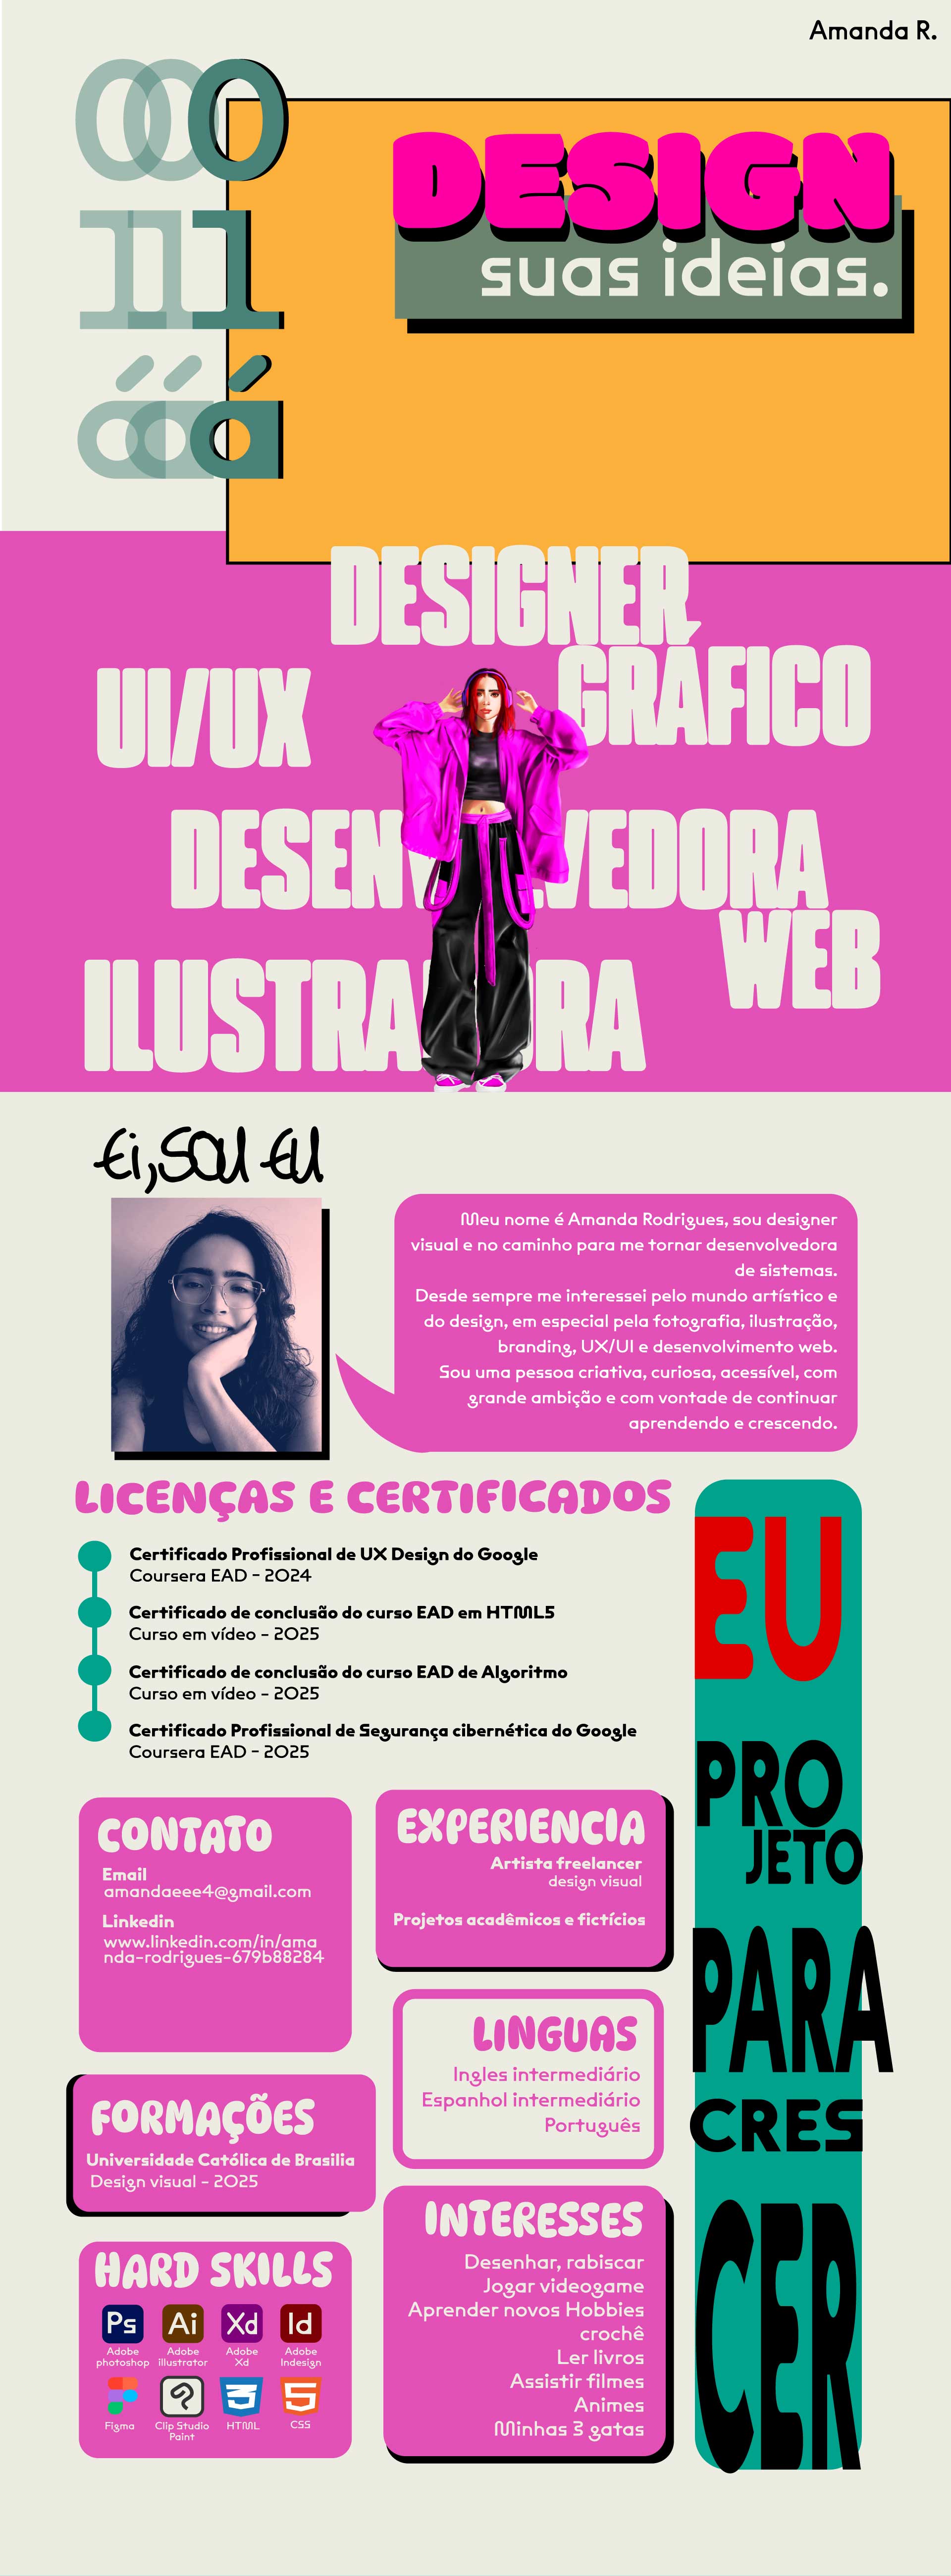 Amanda R.
000
111
ááá
DESIGN
suas ideias.
DESIGNER
GRÁFICO
UI/UX
DESENVOLVEDORA
WEB
ILUSTRADORA
Ei, SOU EU
Meu nome é Amanda Rodrigues, sou designer
visual e no caminho para me tornar desenvolvedora
de sistemas.
Desde sempre me interessei pelo mundo artístico e
do design, em especial pela fotografia, ilustração,
branding, UX/UI e desenvolvimento web.
Sou uma pessoa criativa, curiosa, acessível, com
grande ambição e com vontade de continuar
aprendendo e crescendo.
LICENÇAS E CERTIFICADOS
Certificado Profissional de UX Design do Google
Coursera EAD - 2024
Certificado de conclusão do curso EAD em HTML5
Curso em vídeo - 2025
Certificado de conclusão do curso EAD de Algoritmo
Curso em vídeo - 2025
Certificado Profissional de Segurança cibernética do Google
Coursera EAD - 2025
EU
PRO
JETO
PARA
CRES
CER
CONTATO
Email
amandaeee4@gmail.com
Linkedin
www.linkedin.com/in/ama
nda-rodrigues-679b88284
EXPERIENCIA
Artista freelancer
design visual
Projetos acadêmicos e fictícios
LINGUAS
Ingles intermediário
Espanhol intermediário
Português
FORMAÇÕES
Universidade Católica de Brasilia
Design visual - 2025
INTERESSES
Desenhar, rabiscar
Jogar videogame
Aprender novos Hobbies
crochê
Ler livros
Assistir filmes
Animes
Minhas 3 gatas
HARD SKILLS
Ps Ai Xd Id
Adobe photoshop
Adobe illustrator
Adobe Xd
Adobe Indesign
3 5
Figma
Clip Studio Paint
HTML
CSS